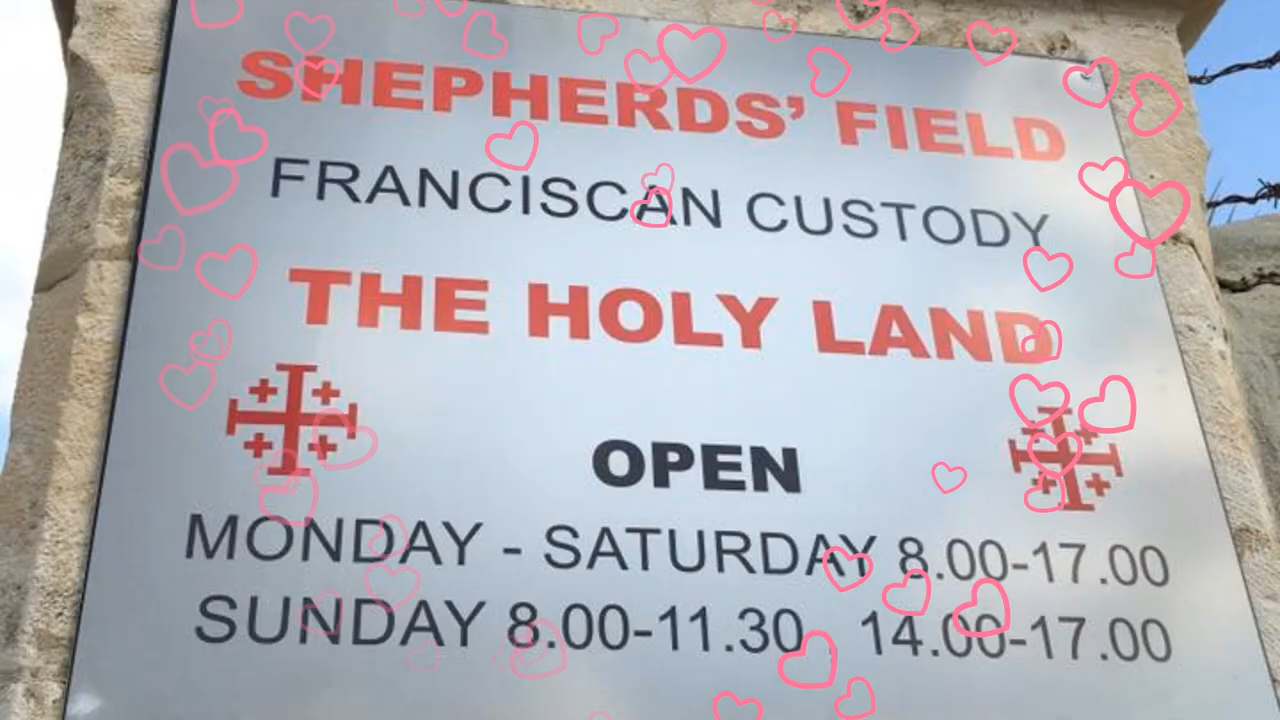 SHEPHERDS' FIELD
FRANCISCAN CUSTODY
THE HOLY LAND
OPEN
MONDAY - SATURDAY 8.00-17.00
SUNDAY 8.00-11.30, 14.00-17.00